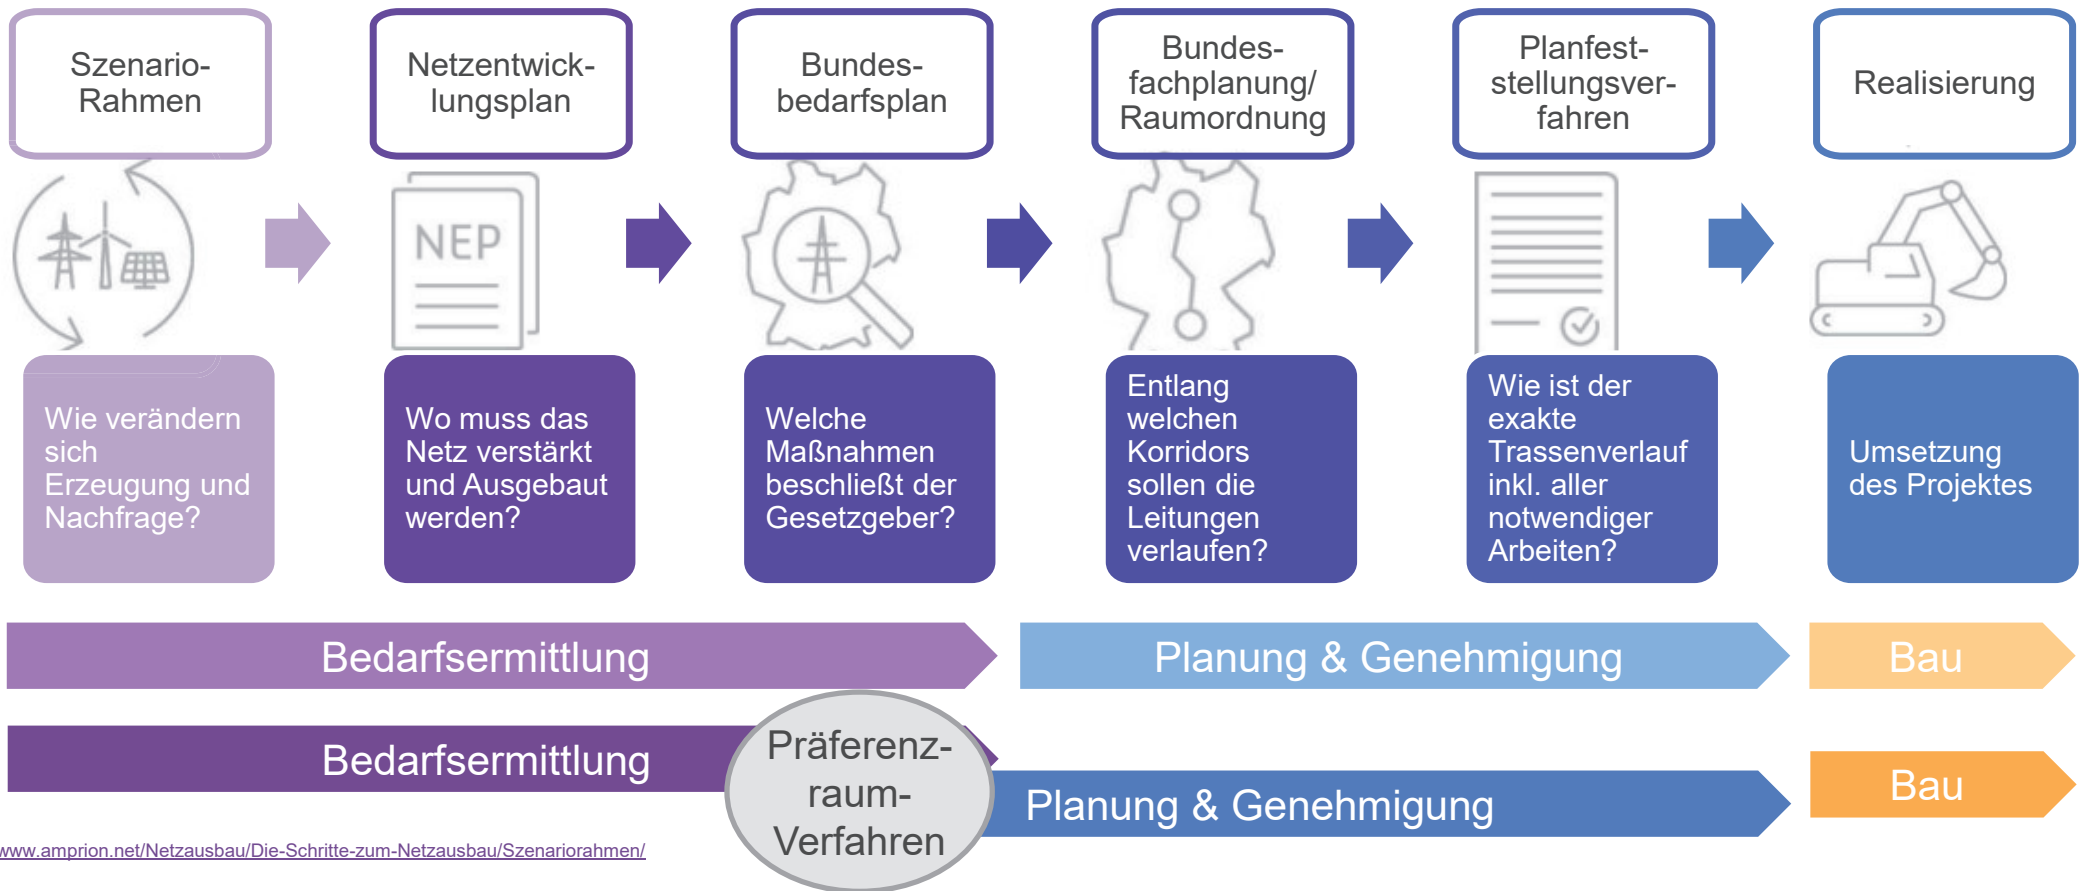 Szenario-
Rahmen
Netzentwick-
lungsplan
Bundes-
bedarfsplan
Bundes-
fachplanung/
Raumordnung
Planfest-
stellungsver-
fahren
Realisierung
NEP
Wie verändern
sich
Erzeugung und
Nachfrage?
Wo muss das
Netz verstärkt
und Ausgebaut
werden?
Welche
Maßnahmen
beschließt der
Gesetzgeber?
Entlang
welchen
Korridors
sollen die
Leitungen
verlaufen?
Wie ist der
exakte
Trassenverlauf
inkl. aller
notwendiger
Arbeiten?
Umsetzung
des Projektes
Bedarfsermittlung
Planung & Genehmigung
Bau
Bedarfsermittlung
Präferenz-
raum-
Verfahren
Planung & Genehmigung
Bau
www.amprion.net/Netzausbau/Die-Schritte-zum-Netzausbau/Szenariorahmen/